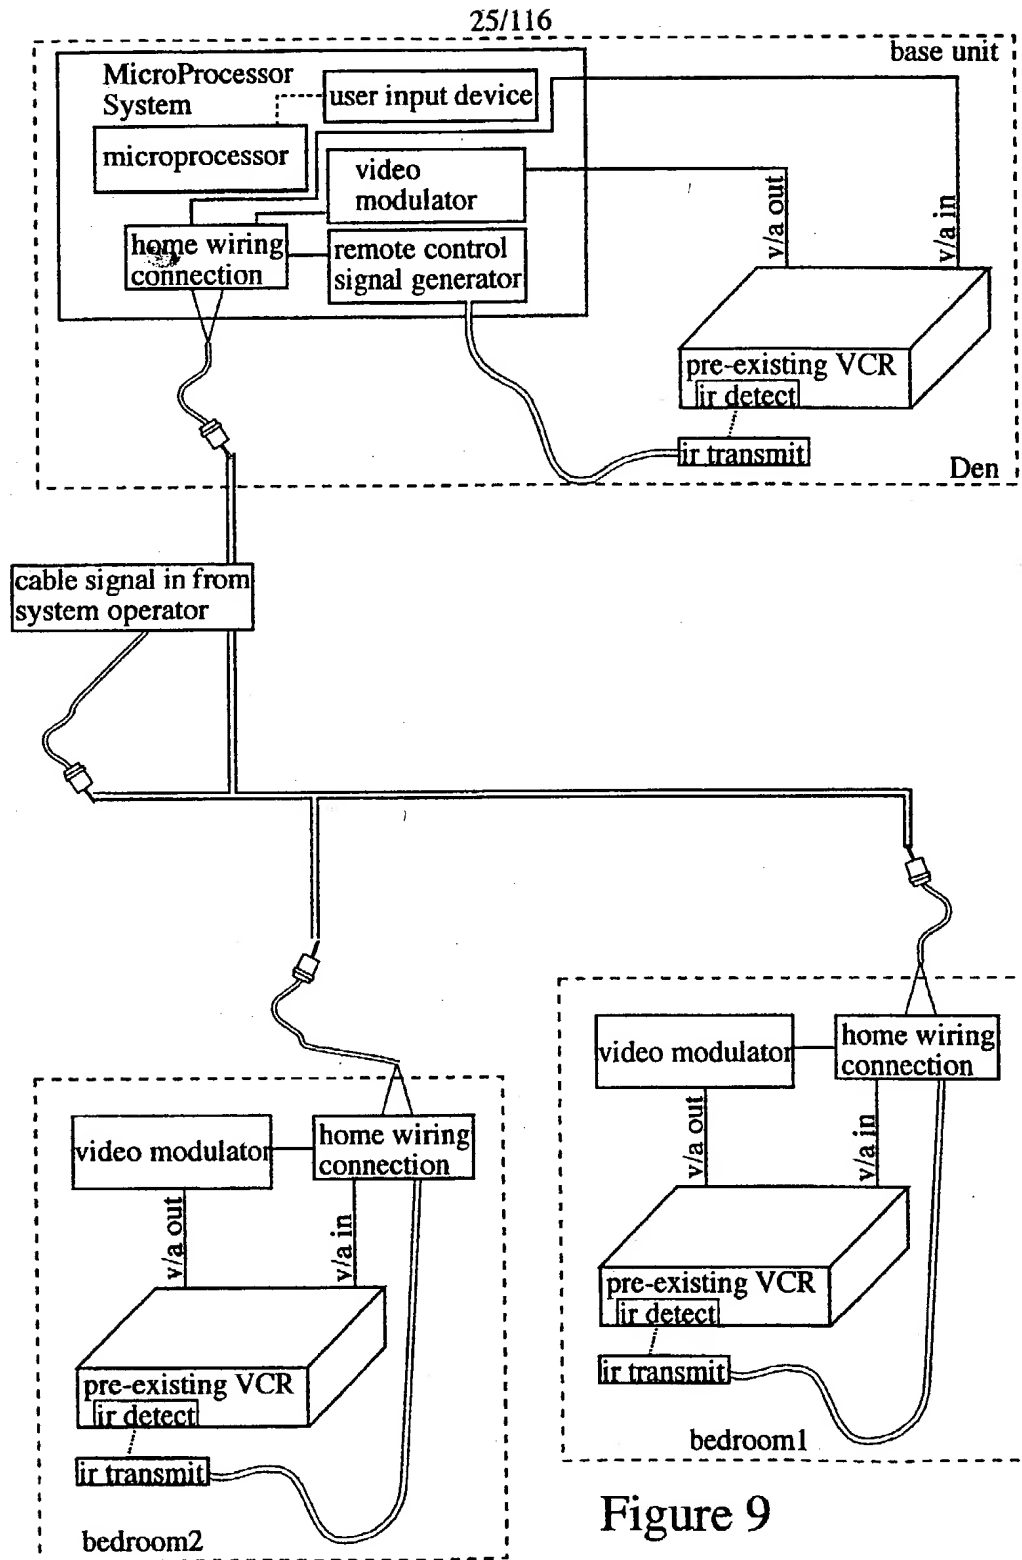 25/116
base unit
MicroProcessor
System
user input device
microprocessor
video
modulator
home wiring
connection
remote control
signal generator
v/a out
v/a in
pre-existing VCR
ir detect
ir transmit
Den
cable signal in from
system operator
video modulator
home wiring
connection
v/a out
v/a in
pre-existing VCR
ir detect
ir transmit
bedroom1
video modulator
home wiring
connection
v/a out
v/a in
pre-existing VCR
ir detect
ir transmit
bedroom2
Figure 9